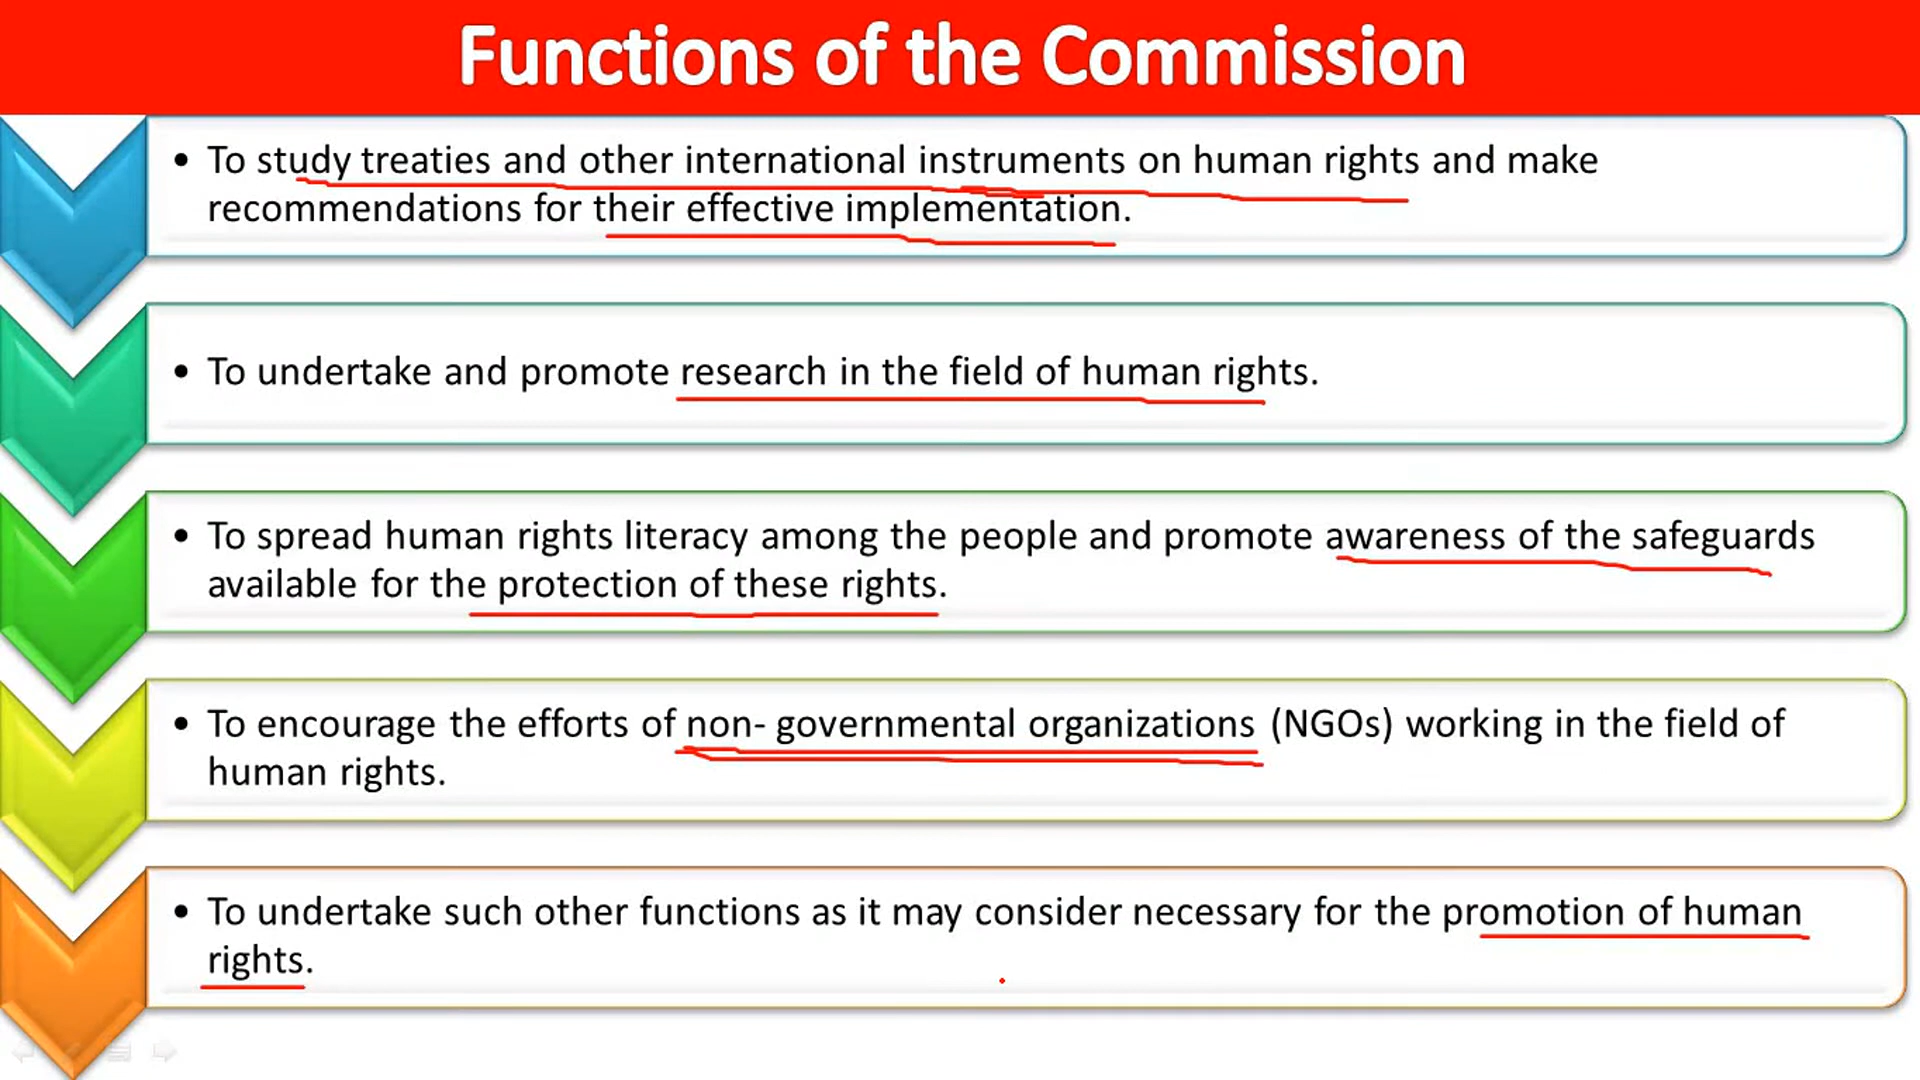 Functions of the Commission
• To study treaties and other international instruments on human rights and make
recommendations for their effective implementation.
• To undertake and promote research in the field of human rights.
• To spread human rights literacy among the people and promote awareness of the safeguards
available for the protection of these rights.
• To encourage the efforts of non- governmental organizations (NGOs) working in the field of
human rights.
• To undertake such other functions as it may consider necessary for the promotion of human
rights.